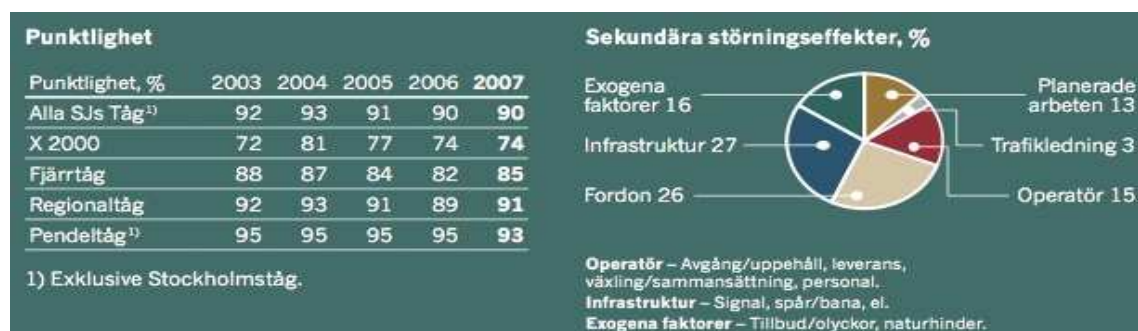 Punktlighet
Punktlighet, % 2003 2004 2005 2006 2007
Alla SJs Tåg¹⁾ 92 93 91 90 90
X 2000 72 81 77 74 74
Fjärrtåg 88 87 84 82 85
Regionaltåg 92 93 91 89 91
Pendeltåg¹⁾ 95 95 95 95 93
1) Exklusive Stockholmståg.
Sekundära störningseffekter, %
Exogena
faktorer 16
Infrastruktur 27
Fordon 26
Planerade
arbeten 13
Trafikledning 3
Operatör 15
Operatör – Avgång/uppehåll, leverans,
växling/sammansättning, personal.
Infrastruktur – Signal, spår/bana, el.
Exogena faktorer – Tillbud/olyckor, naturhinder.